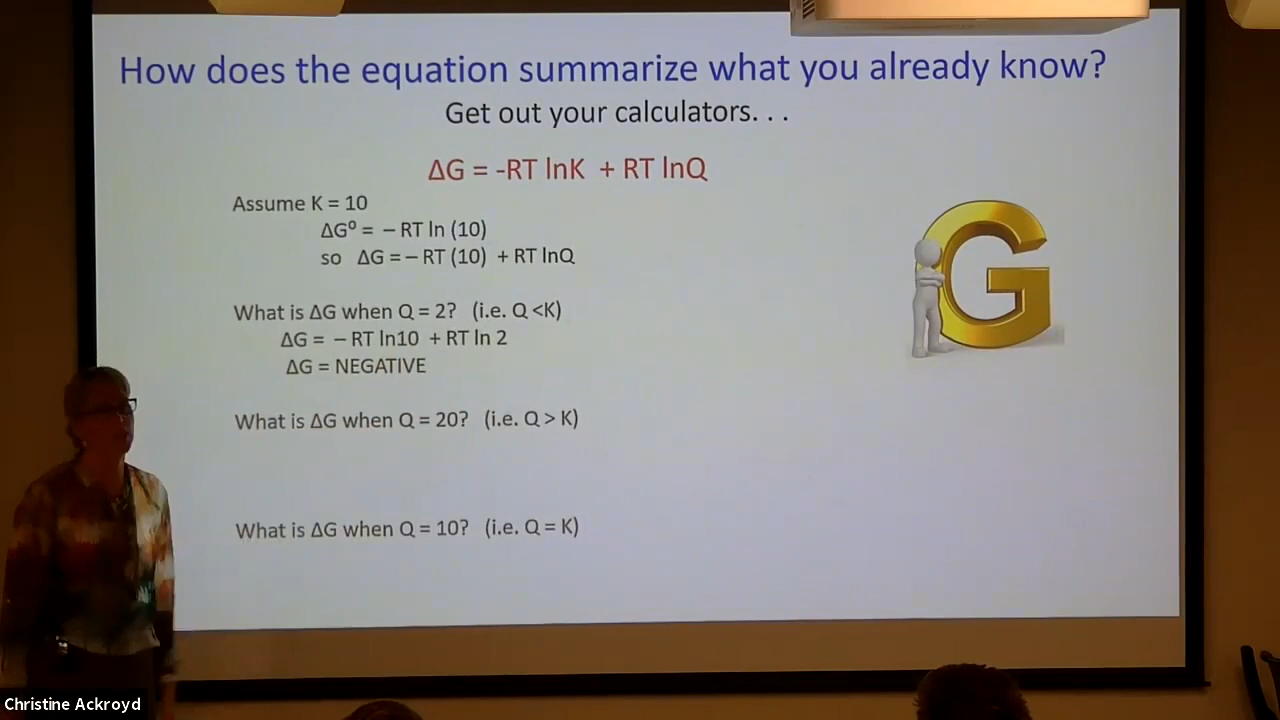 How does the equation summarize what you already know?
Get out your calculators. . .
ΔG = -RT lnK + RT lnQ
Assume K = 10
ΔGº = – RT ln (10)
so ΔG = – RT (10) + RT lnQ
What is ΔG when Q = 2? (i.e. Q <K)
ΔG = – RT ln10 + RT ln 2
ΔG = NEGATIVE
What is ΔG when Q = 20? (i.e. Q > K)
What is ΔG when Q = 10? (i.e. Q = K)
G
Christine Ackroyd